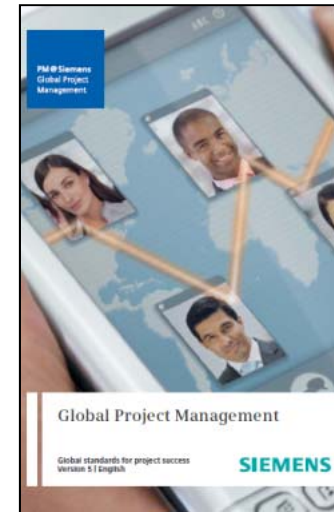 PM@Siemens
Global Project
Management
Global Project Management
Global standards for project success
Version 5 | English
SIEMENS